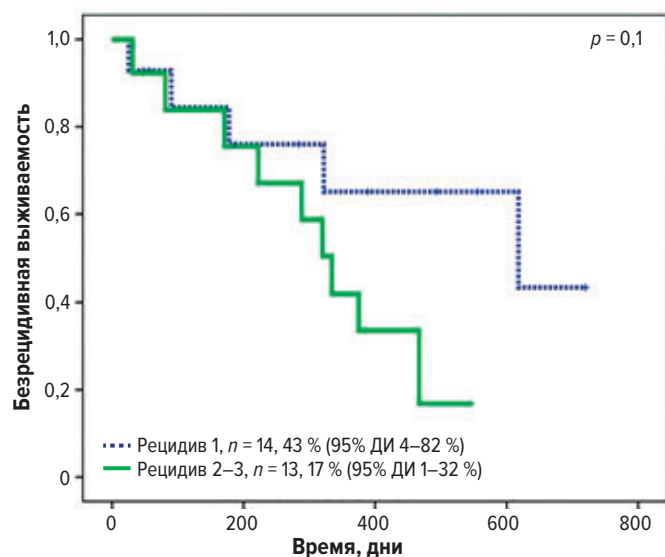 1,0
p = 0,1
0,8
0,6
0,4
0,2
0
Безрецидивная выживаемость
Рецидив 1, n = 14, 43 % (95% ДИ 4–82 %)
Рецидив 2–3, n = 13, 17 % (95% ДИ 1–32 %)
0 200 400 600 800
Время, дни